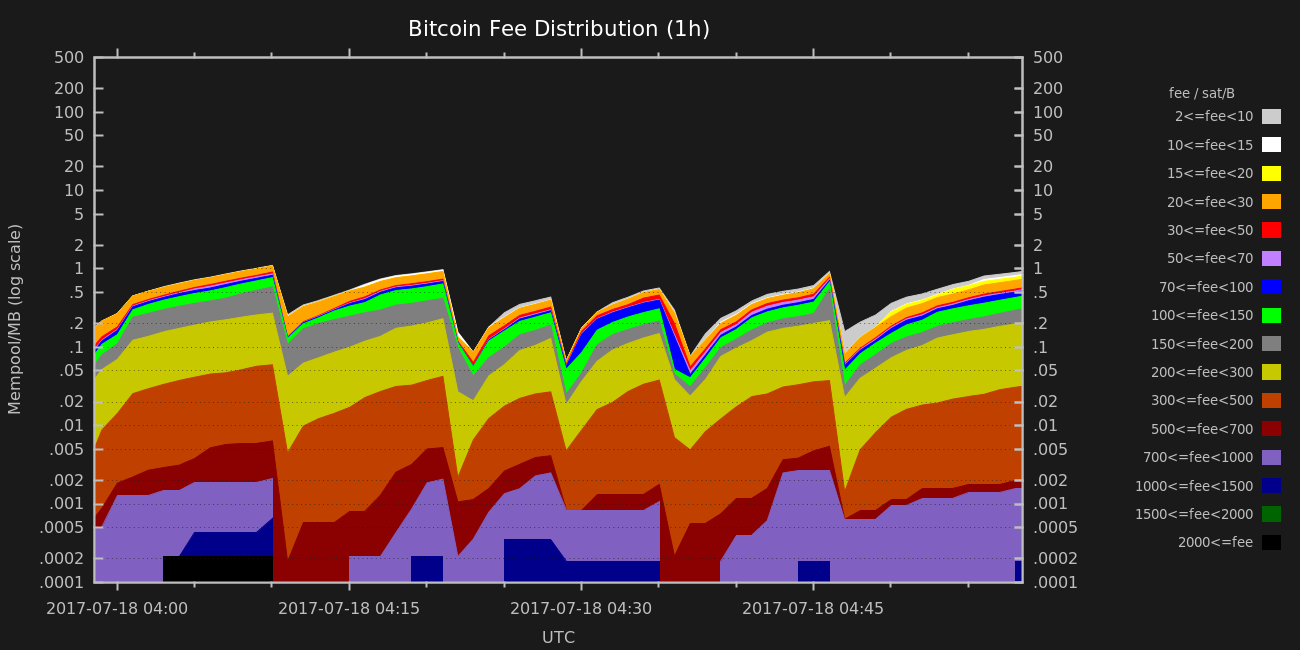 Bitcoin Fee Distribution (1h)
500
200
100
50
20
10
5
2
1
.5
.2
.1
.05
.02
.01
.005
.002
.001
.0005
.0002
.0001
Mempool/MB (log scale)
500
200
100
50
20
10
5
2
1
.5
.2
.1
.05
.02
.01
.005
.002
.001
.0005
.0002
.0001
2017-07-18 04:00
2017-07-18 04:15
2017-07-18 04:30
2017-07-18 04:45
UTC
fee / sat/B
2<=fee<10
10<=fee<15
15<=fee<20
20<=fee<30
30<=fee<50
50<=fee<70
70<=fee<100
100<=fee<150
150<=fee<200
200<=fee<300
300<=fee<500
500<=fee<700
700<=fee<1000
1000<=fee<1500
1500<=fee<2000
2000<=fee